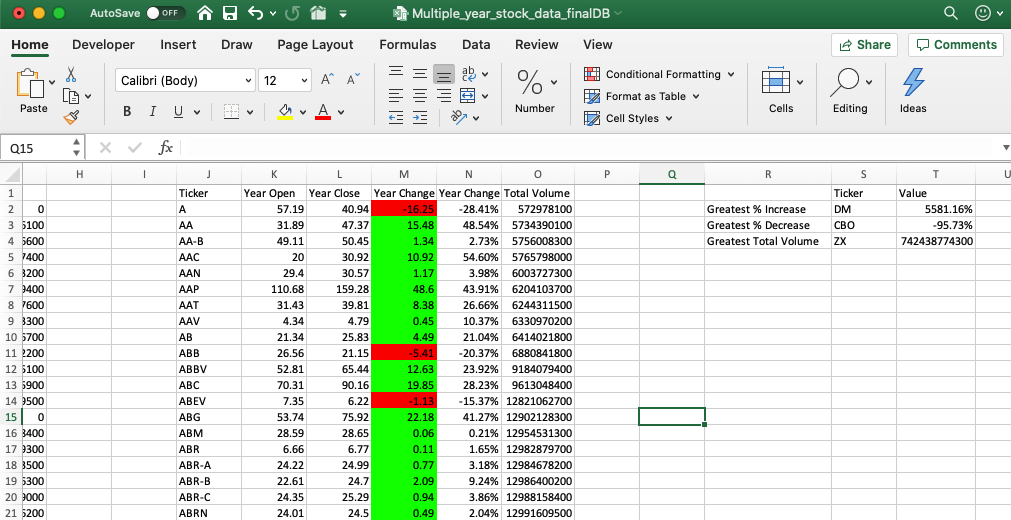 AutoSave OFF Multiple_year_stock_data_finalDB
Home Developer Insert Draw Page Layout Formulas Data Review View Share Comments
Paste Calibri (Body) 12 A A ab % Conditional Formatting
B I U A Format as Table
Number Cell Styles Cells Editing Ideas
Q15 fx
H I J K L M N O P Q R S T U
1 Ticker Year Open Year Close Year Change Year Change Total Volume Ticker Value
2 0 A 57.19 40.94 -16.25 -28.41% 572978100 Greatest % Increase DM 5581.16%
3 5100 AA 31.89 47.37 15.48 48.54% 5734390100 Greatest % Decrease CBO -95.73%
4 5600 AA-B 49.11 50.45 1.34 2.73% 5756008300 Greatest Total Volume ZX 742438774300
5 7400 AAC 20 30.92 10.92 54.60% 5765798000
6 3200 AAN 29.4 30.57 1.17 3.98% 6003727300
7 9400 AAP 110.68 159.28 48.6 43.91% 6204103700
8 7600 AAT 31.43 39.81 8.38 26.66% 6244311500
9 3300 AAV 4.34 4.79 0.45 10.37% 6330970200
10 5700 AB 21.34 25.83 4.49 21.04% 6414021800
11 2200 ABB 26.56 21.15 -5.41 -20.37% 6880841800
12 5100 ABBV 52.81 65.44 12.63 23.92% 9184079400
13 5900 ABC 70.31 90.16 19.85 28.23% 9613048400
14 9500 ABEV 7.35 6.22 -1.13 -15.37% 12821062700
15 0 ABG 53.74 75.92 22.18 41.27% 12902128300
16 3400 ABM 28.59 28.65 0.06 0.21% 12954531300
17 9300 ABR 6.66 6.77 0.11 1.65% 12982879700
18 3500 ABR-A 24.22 24.99 0.77 3.18% 12984678200
19 5300 ABR-B 22.61 24.7 2.09 9.24% 12986400200
20 9000 ABR-C 24.35 25.29 0.94 3.86% 12988158400
21 5200 ABRN 24.01 24.5 0.49 2.04% 12991609500